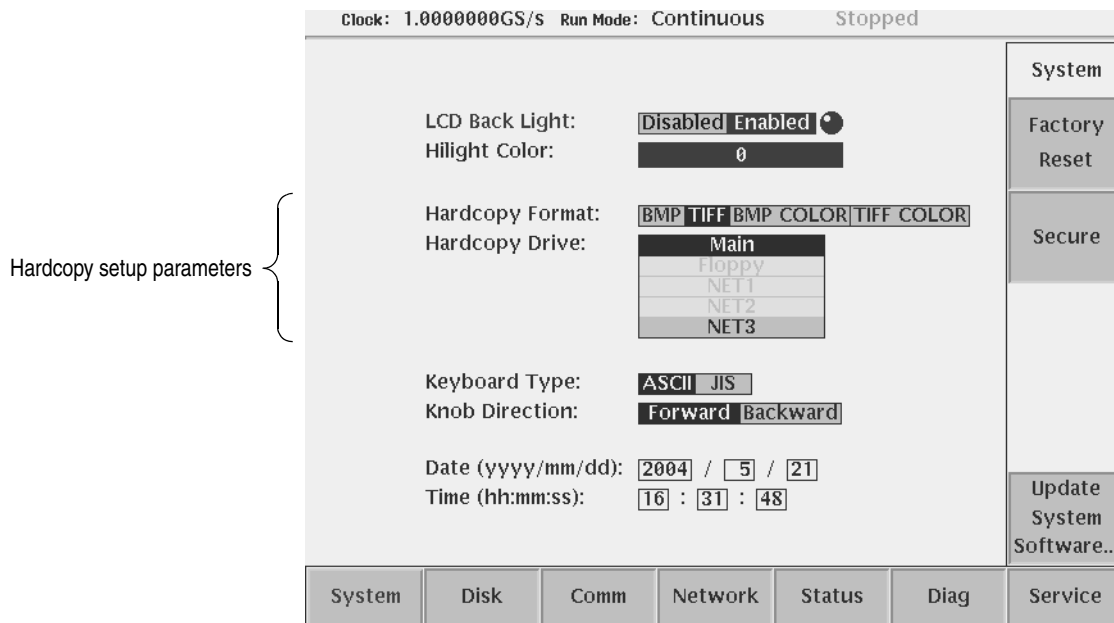 Clock: 1.0000000GS/s Run Mode: Continuous Stopped
System
LCD Back Light: Disabled Enabled
Hilight Color: 0
Factory
Reset
Hardcopy setup parameters
Hardcopy Format: BMP TIFF BMP COLOR TIFF COLOR
Hardcopy Drive: Main
Floppy
NET1
NET2
NET3
Secure
Keyboard Type: ASCII JIS
Knob Direction: Forward Backward
Date (yyyy/mm/dd): 2004 / 5 / 21
Time (hh:mm:ss): 16 : 31 : 48
Update
System
Software..
System Disk Comm Network Status Diag Service